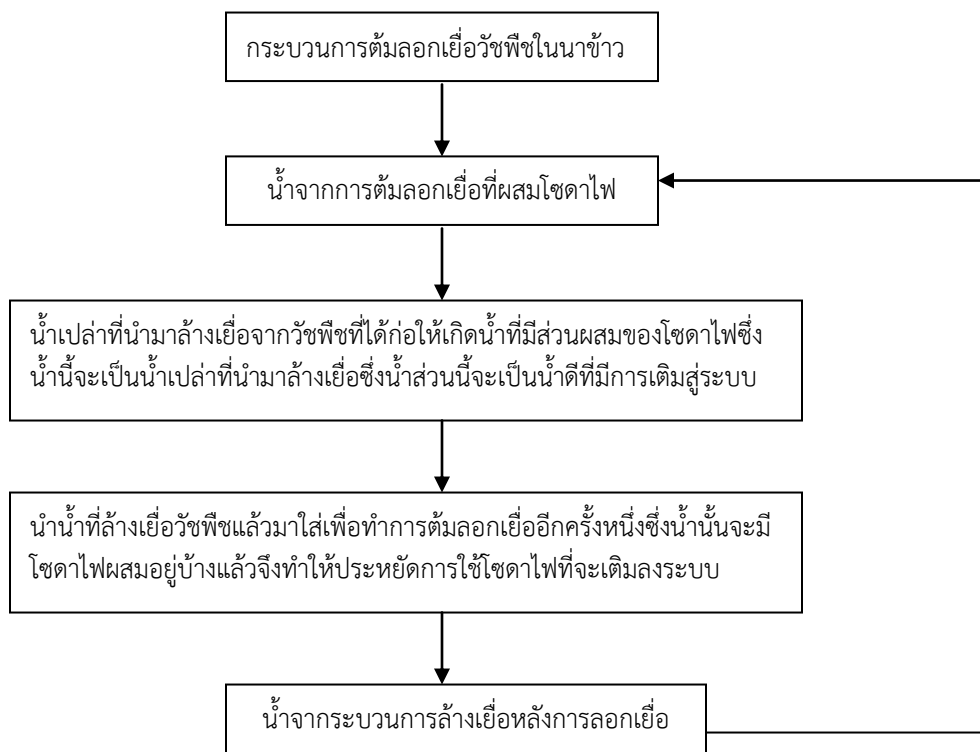 กระบวนการต้มลอกเยื่อวัชพืชในนาข้าว
น้ำจากการต้มลอกเยื่อที่ผสมโซดาไฟ
น้ำเปล่าที่นำมาล้างเยื่อจากวัชพืชที่ได้ก่อให้เกิดน้ำที่มีส่วนผสมของโซดาไฟซึ่ง
น้ำนี้จะเป็นน้ำเปล่าที่นำมาล้างเยื่อซึ่งน้ำส่วนนี้จะเป็นน้ำดีที่มีการเติมสู่ระบบ
นำน้ำที่ล้างเยื่อวัชพืชแล้วมาใส่เพื่อทำการต้มลอกเยื่ออีกครั้งหนึ่งซึ่งน้ำนั้นจะมี
โซดาไฟผสมอยู่บ้างแล้วจึงทำให้ประหยัดการใช้โซดาไฟที่จะเติมลงระบบ
น้ำจากระบวนการล้างเยื่อหลังการลอกเยื่อ